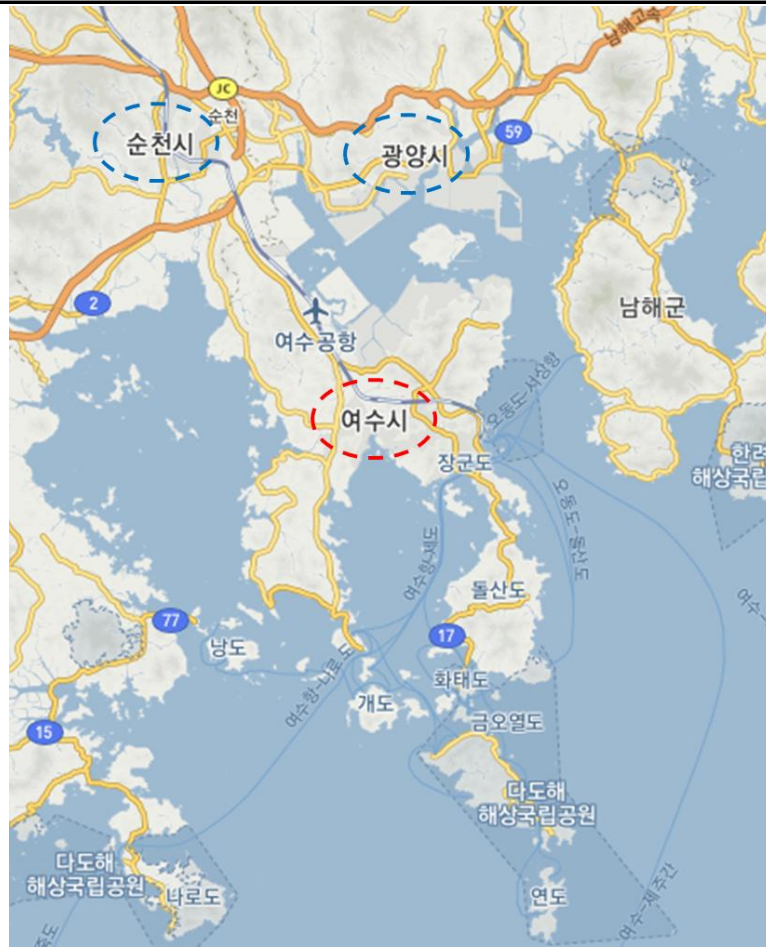 남해고속
JC
순천
순천시
광양시
59
2
남해군
여수공항
여수시
오동도-서상항
장군도
한려
해상국립
여수항-제도
오동도-돌산도
돌산도
77
17
낭도
여수항-나로도
화태도
개도
금오열도
15
다도해
해상국립공원
다도해
해상국립공원
나로도
연도
여수-제주간